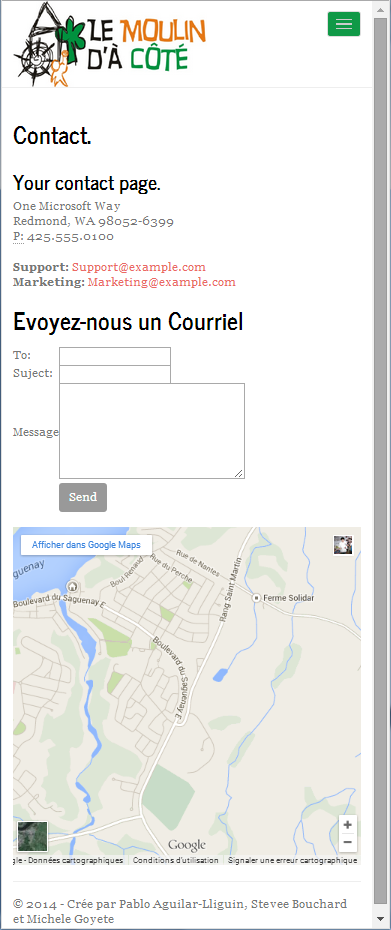 LE MOULIN
D'À CÔTÉ
Contact.
Your contact page.
One Microsoft Way
Redmond, WA 98052-6399
P: 425.555.0100
Support: Support@example.com
Marketing: Marketing@example.com
Evoyez-nous un Courriel
To:
Suject:
Message
Send
Afficher dans Google Maps
Saguenay
Boul Renaud
Rue de Nantes
Rue du Perche
Boulevard du Saguenay E
Rang Saint Martin
Ferme Solidar
Boulevard du Saguenay E
Google
+
−
gle - Données cartographiques Conditions d'utilisation Signaler une erreur cartographique
© 2014 - Crée par Pablo Aguilar-Lliguin, Stevee Bouchard
et Michele Goyete